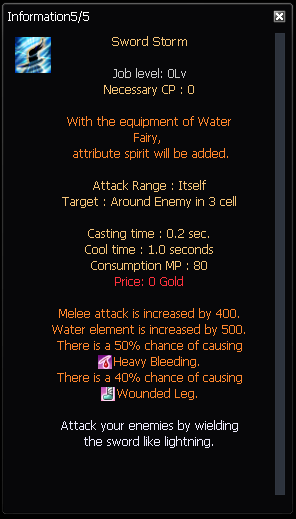 Information5/5
Sword Storm
Job level: 0Lv
Necessary CP : 0
With the equipment of Water
Fairy,
attribute spirit will be added.
Attack Range : Itself
Target : Around Enemy in 3 cell
Casting time : 0.2 sec.
Cool time : 1.0 seconds
Consumption MP : 80
Price: 0 Gold
Melee attack is increased by 400.
Water element is increased by 500.
There is a 50% chance of causing
Heavy Bleeding.
There is a 40% chance of causing
Wounded Leg.
Attack your enemies by wielding
the sword like lightning.